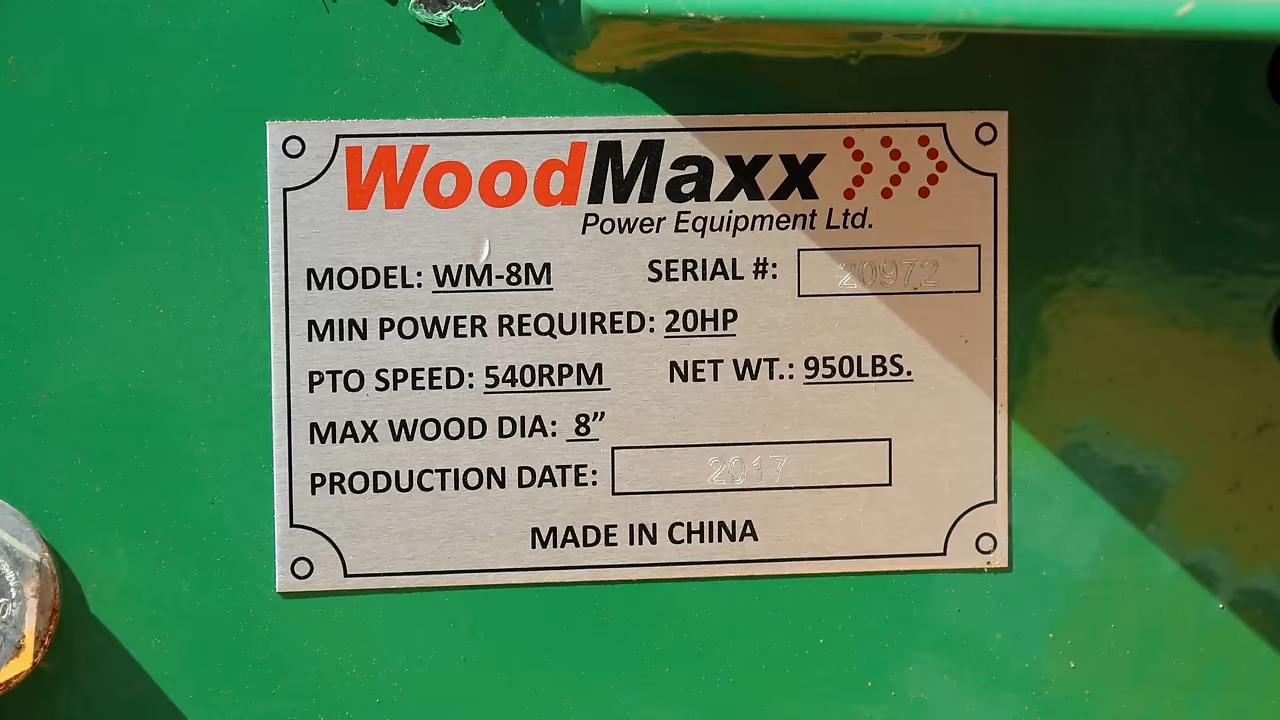 WoodMaxx
Power Equipment Ltd.
MODEL: WM-8M SERIAL #: 20972
MIN POWER REQUIRED: 20HP
PTO SPEED: 540RPM NET WT.: 950LBS.
MAX WOOD DIA: 8”
PRODUCTION DATE: 2017
MADE IN CHINA